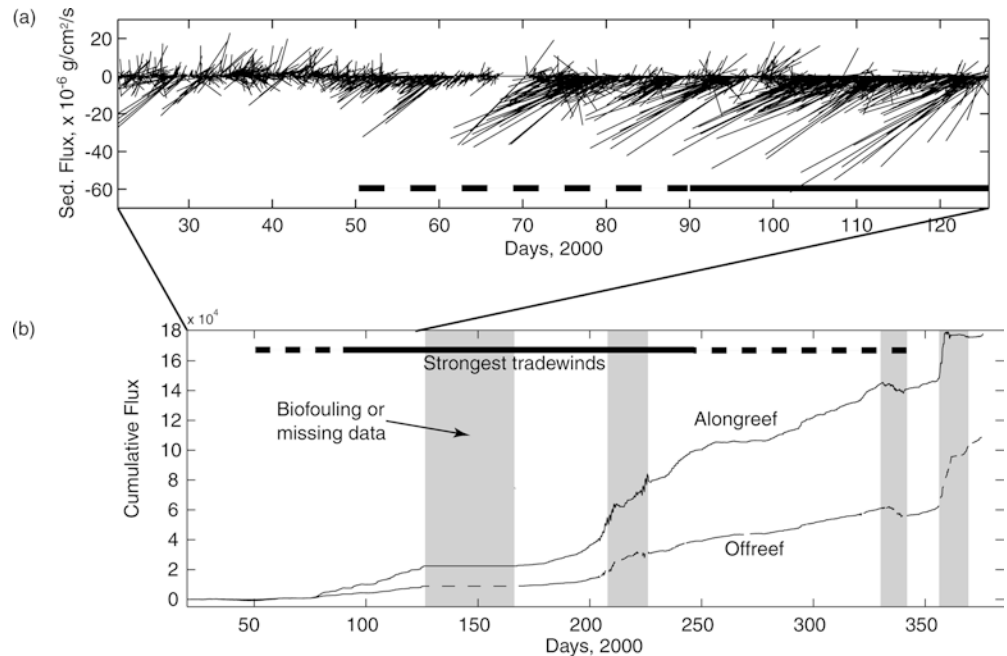 (a)
Sed. Flux, x 10⁻⁶ g/cm²/s
20
0
-20
-40
-60
30 40 50 60 70 80 90 100 110 120
Days, 2000
(b)
x 10⁴
Cumulative Flux
18
16
14
12
10
8
6
4
2
0
Strongest tradewinds
Biofouling or
missing data
Alongreef
Offreef
50 100 150 200 250 300 350
Days, 2000